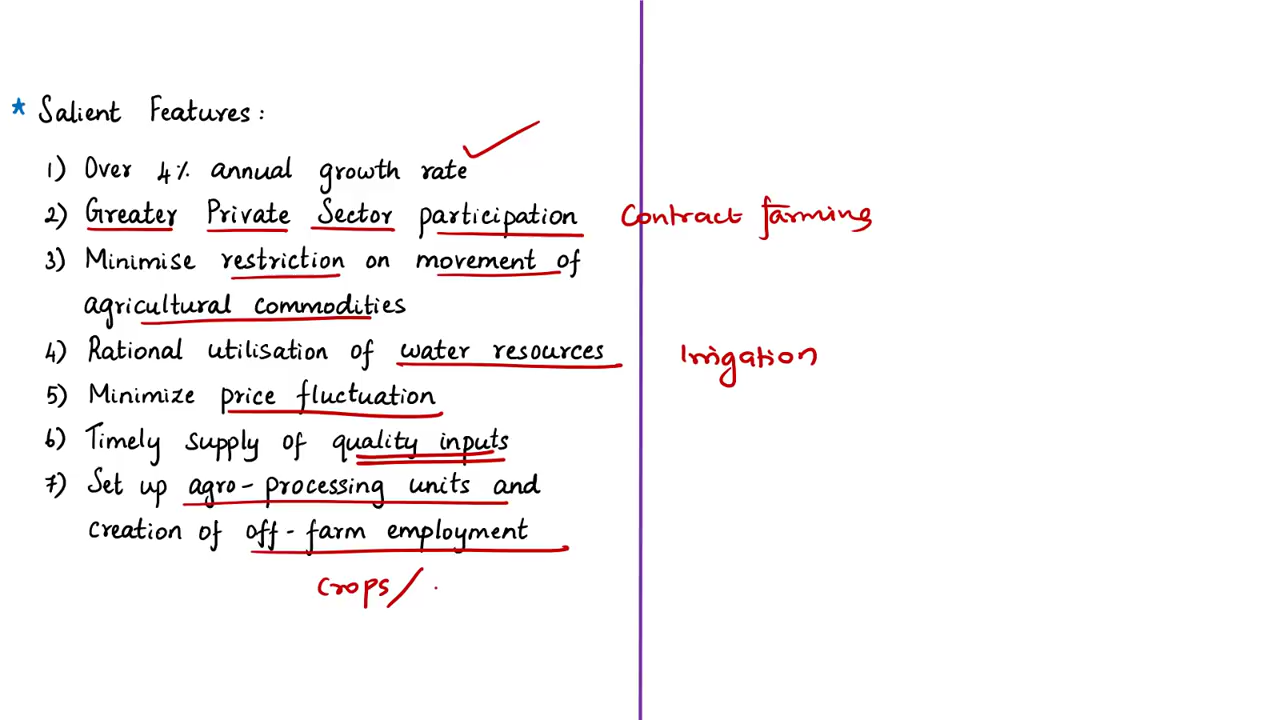 * Salient Features :
1) Over 4% annual growth rate
2) Greater Private Sector participation Contract farming
3) Minimise restriction on movement of
agricultural commodities
4) Rational utilisation of water resources Irrigation
5) Minimize price fluctuation
6) Timely supply of quality inputs
7) Set up agro-processing units and
creation of off-farm employment
crops/